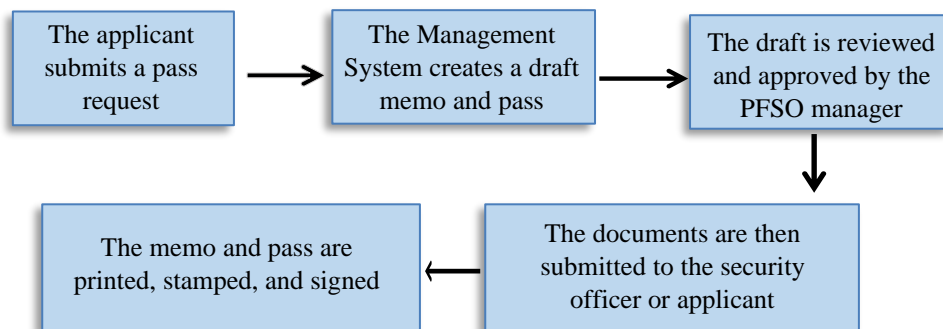 The applicant
submits a pass
request
The Management
System creates a draft
memo and pass
The draft is reviewed
and approved by the
PFSO manager
The documents are then
submitted to the security
officer or applicant
The memo and pass are
printed, stamped, and signed